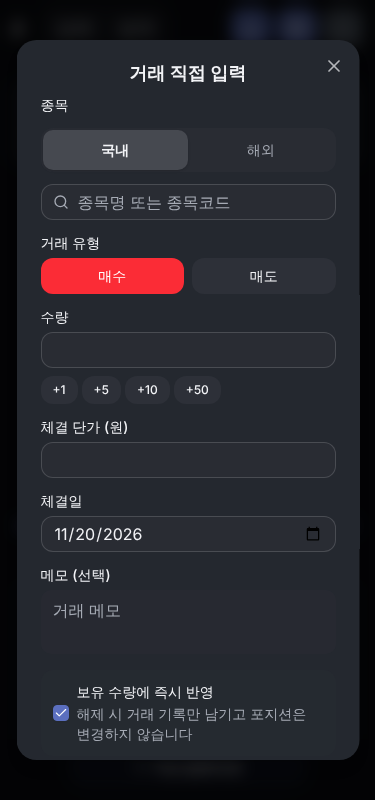 거래 직접 입력
종목
국내
해외
종목명 또는 종목코드
거래 유형
매수
매도
수량
+1
+5
+10
+50
체결 단가 (원)
체결일
11/20/2026
메모 (선택)
거래 메모
보유 수량에 즉시 반영
해제 시 거래 기록만 남기고 포지션은
변경하지 않습니다